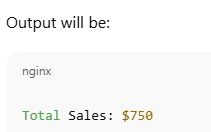 Output will be:
nginx
Total Sales: $750